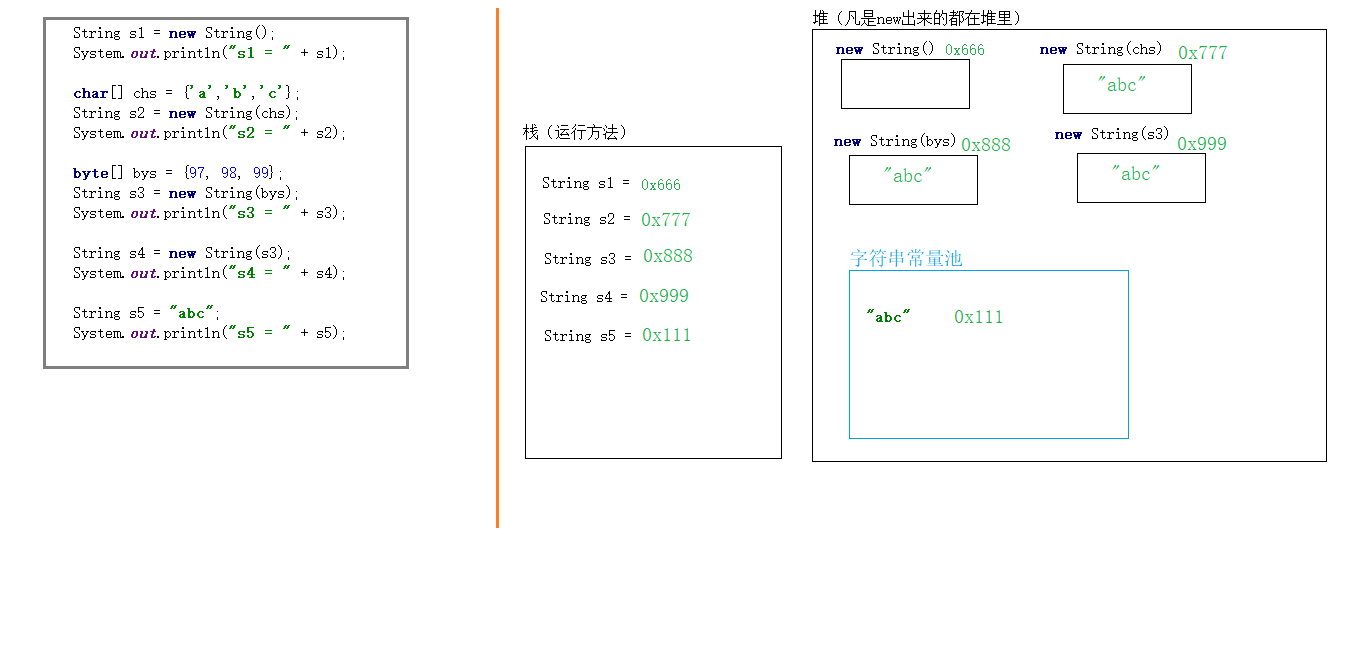 String s1 = new String();
System.out.println("s1 = " + s1);
char[] chs = {'a','b','c'};
String s2 = new String(chs);
System.out.println("s2 = " + s2);
byte[] bys = {97, 98, 99};
String s3 = new String(bys);
System.out.println("s3 = " + s3);
String s4 = new String(s3);
System.out.println("s4 = " + s4);
String s5 = "abc";
System.out.println("s5 = " + s5);
栈（运行方法）
String s1 = 0x666
String s2 = 0x777
String s3 = 0x888
String s4 = 0x999
String s5 = 0x111
堆（凡是new出来的都在堆里）
new String() 0x666
new String(chs) 0x777
"abc"
new String(bys) 0x888
"abc"
new String(s3) 0x999
"abc"
字符串常量池
"abc" 0x111